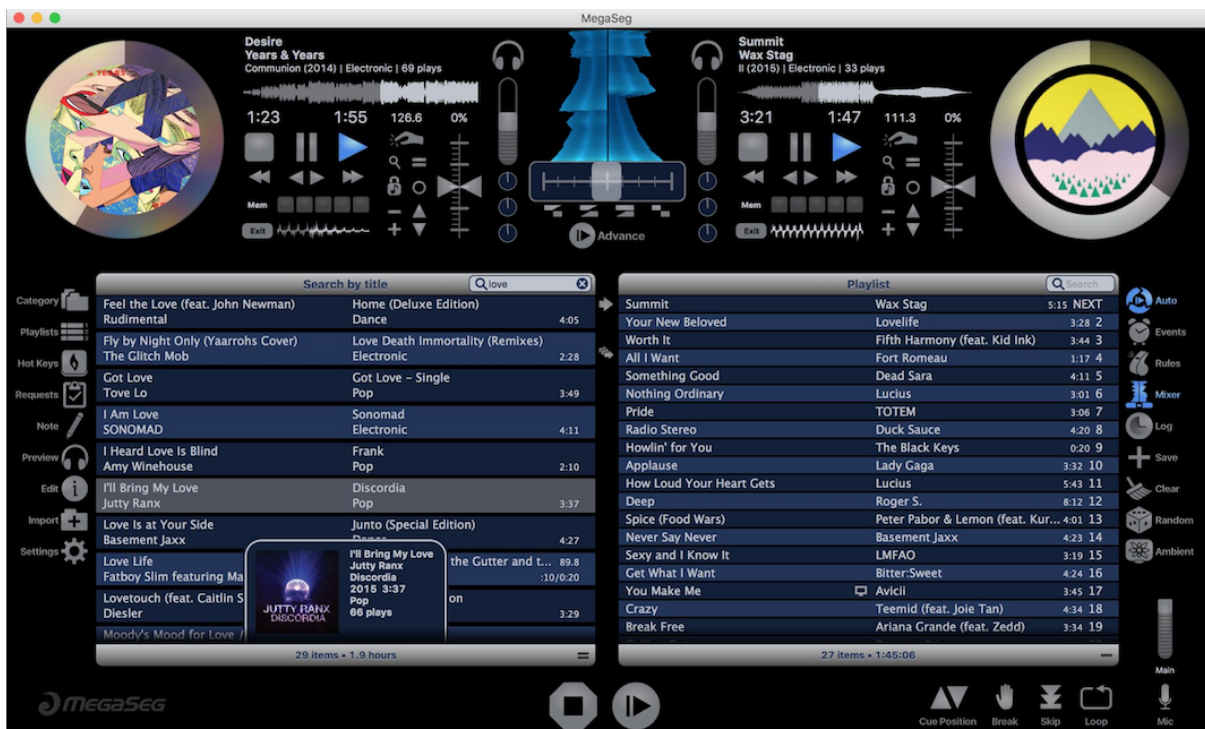 MegaSeg
Desire
Years & Years
Communion (2014) | Electronic | 69 plays
1:23 1:55 126.6 0%
Mem
Exit
Advance
Summit
Wax Stag
II (2015) | Electronic | 33 plays
3:21 1:47 111.3 0%
Mem
Exit
YEARS
Category
Playlists
Hot Keys
Requests
Note
Preview
Edit
Import
Settings
Search by title love
Feel the Love (feat. John Newman) Home (Deluxe Edition)
Rudimental Dance 4:05
Fly by Night Only (Yaarrohs Cover) Love Death Immortality (Remixes)
The Glitch Mob Electronic 2:28
Got Love Got Love – Single
Tove Lo Pop 3:49
I Am Love Sonomad
SONOMAD Electronic 4:11
I Heard Love Is Blind Frank
Amy Winehouse Pop 2:10
I'll Bring My Love Discordia
Jutty Ranx Pop 3:37
Love Is at Your Side Junto (Special Edition)
Basement Jaxx 4:27
Love Life the Gutter and t... 89.8
Fatboy Slim featuring Ma :10/0:20
Lovetouch (feat. Caitlin S on
Diesler 3:29
Moody's Mood for Love /
I'll Bring My Love
Jutty Ranx
Discordia
2015 3:37
Pop
66 plays
JUTTY RANX
DISCORDIA
29 items • 1.9 hours
Playlist Search
Summit Wax Stag 5:15 NEXT
Your New Beloved Lovelife 3:28 2
Worth It Fifth Harmony (feat. Kid Ink) 3:44 3
All I Want Fort Romeau 1:17 4
Something Good Dead Sara 4:11 5
Nothing Ordinary Lucius 3:01 6
Pride TOTEM 3:06 7
Radio Stereo Duck Sauce 4:20 8
Howlin' for You The Black Keys 0:20 9
Applause Lady Gaga 3:32 10
How Loud Your Heart Gets Lucius 5:43 11
Deep Roger S. 8:12 12
Spice (Food Wars) Peter Pabor & Lemon (feat. Kur... 4:01 13
Never Say Never Basement Jaxx 4:23 14
Sexy and I Know It LMFAO 3:19 15
Get What I Want Bitter:Sweet 4:24 16
You Make Me Avicii 3:45 17
Crazy Teemid (feat. Joie Tan) 4:34 18
Break Free Ariana Grande (feat. Zedd) 3:34 19
27 items • 1:45:06
Auto
Events
Rules
Mixer
Log
Save
Clear
Random
Ambient
Main
MegaSeg
Cue Position Break Skip Loop Mic